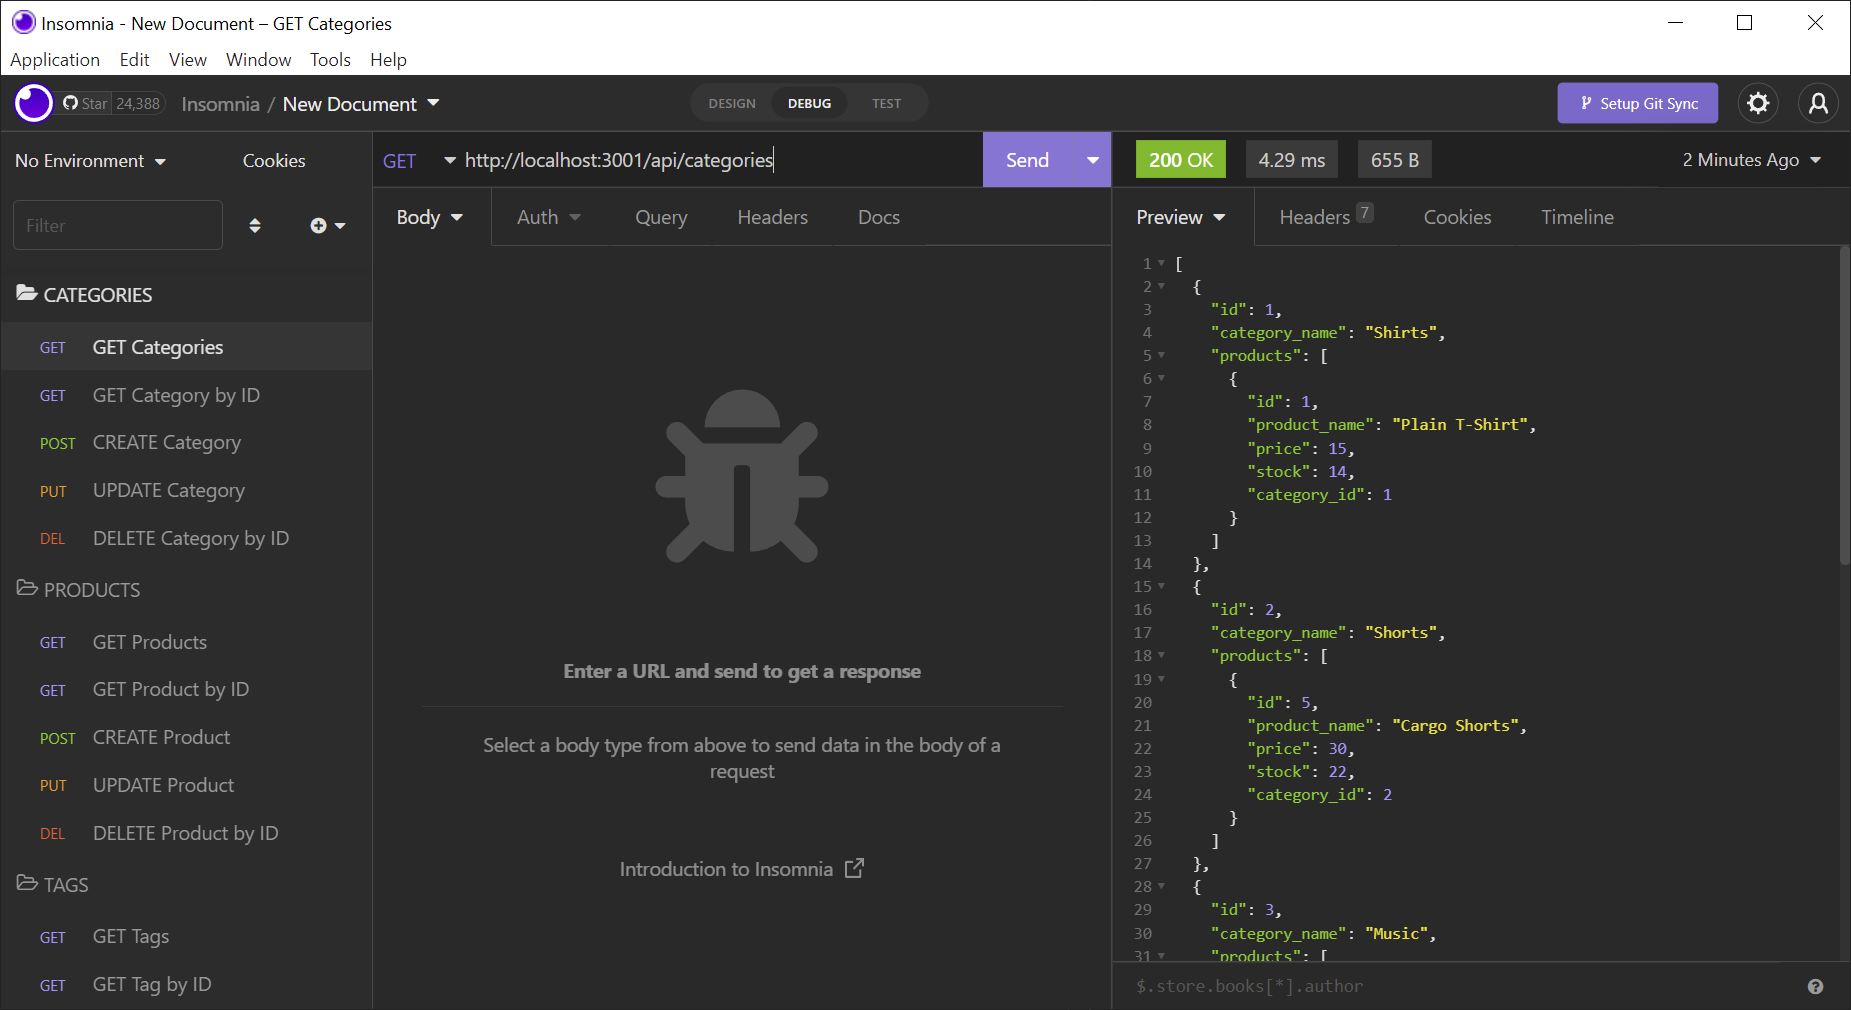 Insomnia - New Document – GET Categories
Application Edit View Window Tools Help
Star 24,388 Insomnia / New Document DESIGN DEBUG TEST Setup Git Sync
No Environment Cookies
Filter
CATEGORIES
GET GET Categories
GET GET Category by ID
POST CREATE Category
PUT UPDATE Category
DEL DELETE Category by ID
PRODUCTS
GET GET Products
GET GET Product by ID
POST CREATE Product
PUT UPDATE Product
DEL DELETE Product by ID
TAGS
GET GET Tags
GET GET Tag by ID
GET http://localhost:3001/api/categories Send
Body Auth Query Headers Docs
Enter a URL and send to get a response
Select a body type from above to send data in the body of a
request
Introduction to Insomnia
200 OK 4.29 ms 655 B 2 Minutes Ago
Preview Headers 7 Cookies Timeline
1 [
2 {
3 "id": 1,
4 "category_name": "Shirts",
5 "products": [
6 {
7 "id": 1,
8 "product_name": "Plain T-Shirt",
9 "price": 15,
10 "stock": 14,
11 "category_id": 1
12 }
13 ]
14 },
15 {
16 "id": 2,
17 "category_name": "Shorts",
18 "products": [
19 {
20 "id": 5,
21 "product_name": "Cargo Shorts",
22 "price": 30,
23 "stock": 22,
24 "category_id": 2
25 }
26 ]
27 },
28 {
29 "id": 3,
30 "category_name": "Music",
31 "products": [
$.store.books[*].author